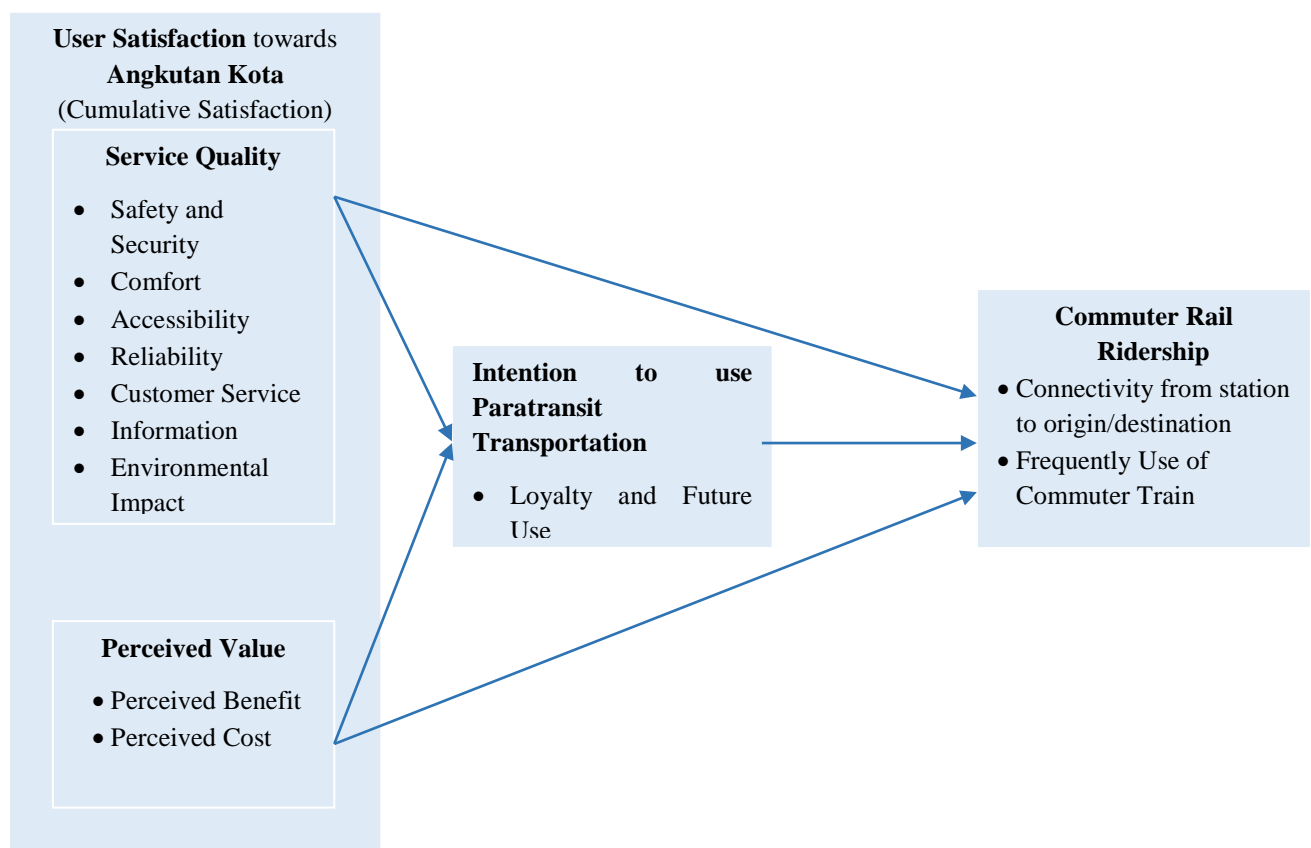 User Satisfaction towards
Angkutan Kota
(Cumulative Satisfaction)
Service Quality
• Safety and
Security
• Comfort
• Accessibility
• Reliability
• Customer Service
• Information
• Environmental
Impact
Perceived Value
• Perceived Benefit
• Perceived Cost
Intention to use
Paratransit
Transportation
• Loyalty and Future
Use
Commuter Rail
Ridership
• Connectivity from station
to origin/destination
• Frequently Use of
Commuter Train